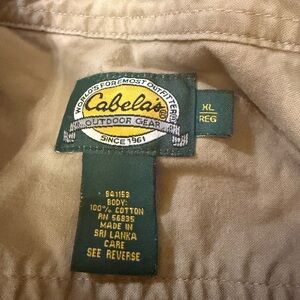 WORLD'S FOREMOST OUTFITTER
Cabela's®
OUTDOOR GEAR
SINCE 1961
XL
REG
941153
BODY:
100% COTTON
RN 56835
MADE IN
SRI LANKA
CARE
SEE REVERSE